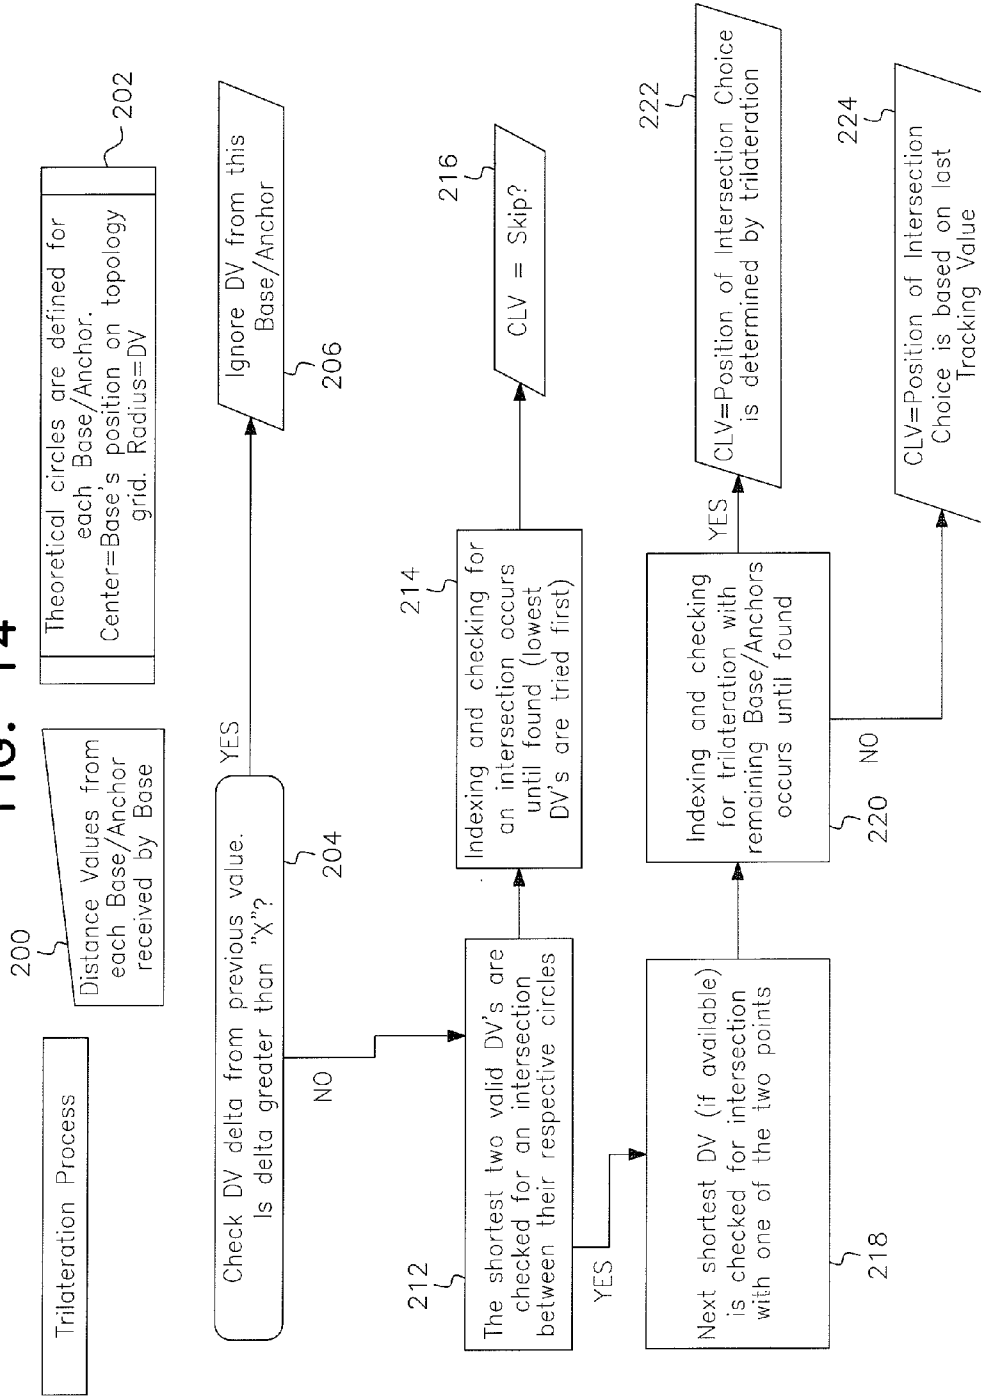 FIG. 14
Trilateration Process
200
Distance Values from
each Base/Anchor
received by Base
Theoretical circles are defined for
each Base/Anchor.
Center=Base's position on topology
grid. Radius=DV
202
Check DV delta from previous value.
Is delta greater than "X"?
204
YES
NO
Ignore DV from this
Base/Anchor
206
212
The shortest two valid DV's are
checked for an intersection
between their respective circles
YES
214
Indexing and checking for
an intersection occurs
until found (lowest
DV's are tried first)
216
CLV = Skip?
Next shortest DV (if available)
is checked for intersection
with one of the two points
218
Indexing and checking
for trilateration with
remaining Base/Anchors
occurs until found
220
YES
NO
222
CLV=Position of Intersection Choice
is determined by trilateration
224
CLV=Position of Intersection
Choice is based on last
Tracking Value